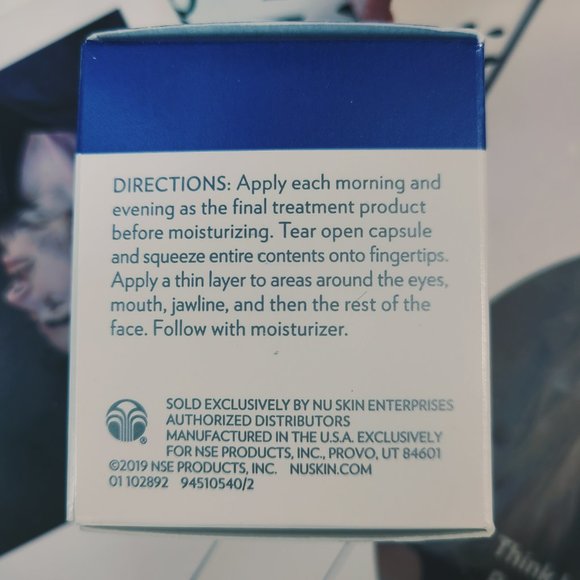 DIRECTIONS: Apply each morning and
evening as the final treatment product
before moisturizing. Tear open capsule
and squeeze entire contents onto fingertips.
Apply a thin layer to areas around the eyes,
mouth, jawline, and then the rest of the
face. Follow with moisturizer.
SOLD EXCLUSIVELY BY NU SKIN ENTERPRISES
AUTHORIZED DISTRIBUTORS
MANUFACTURED IN THE U.S.A. EXCLUSIVELY
FOR NSE PRODUCTS, INC., PROVO, UT 84601
®
©2019 NSE PRODUCTS, INC. NUSKIN.COM
01 102892 94510540/2
Think